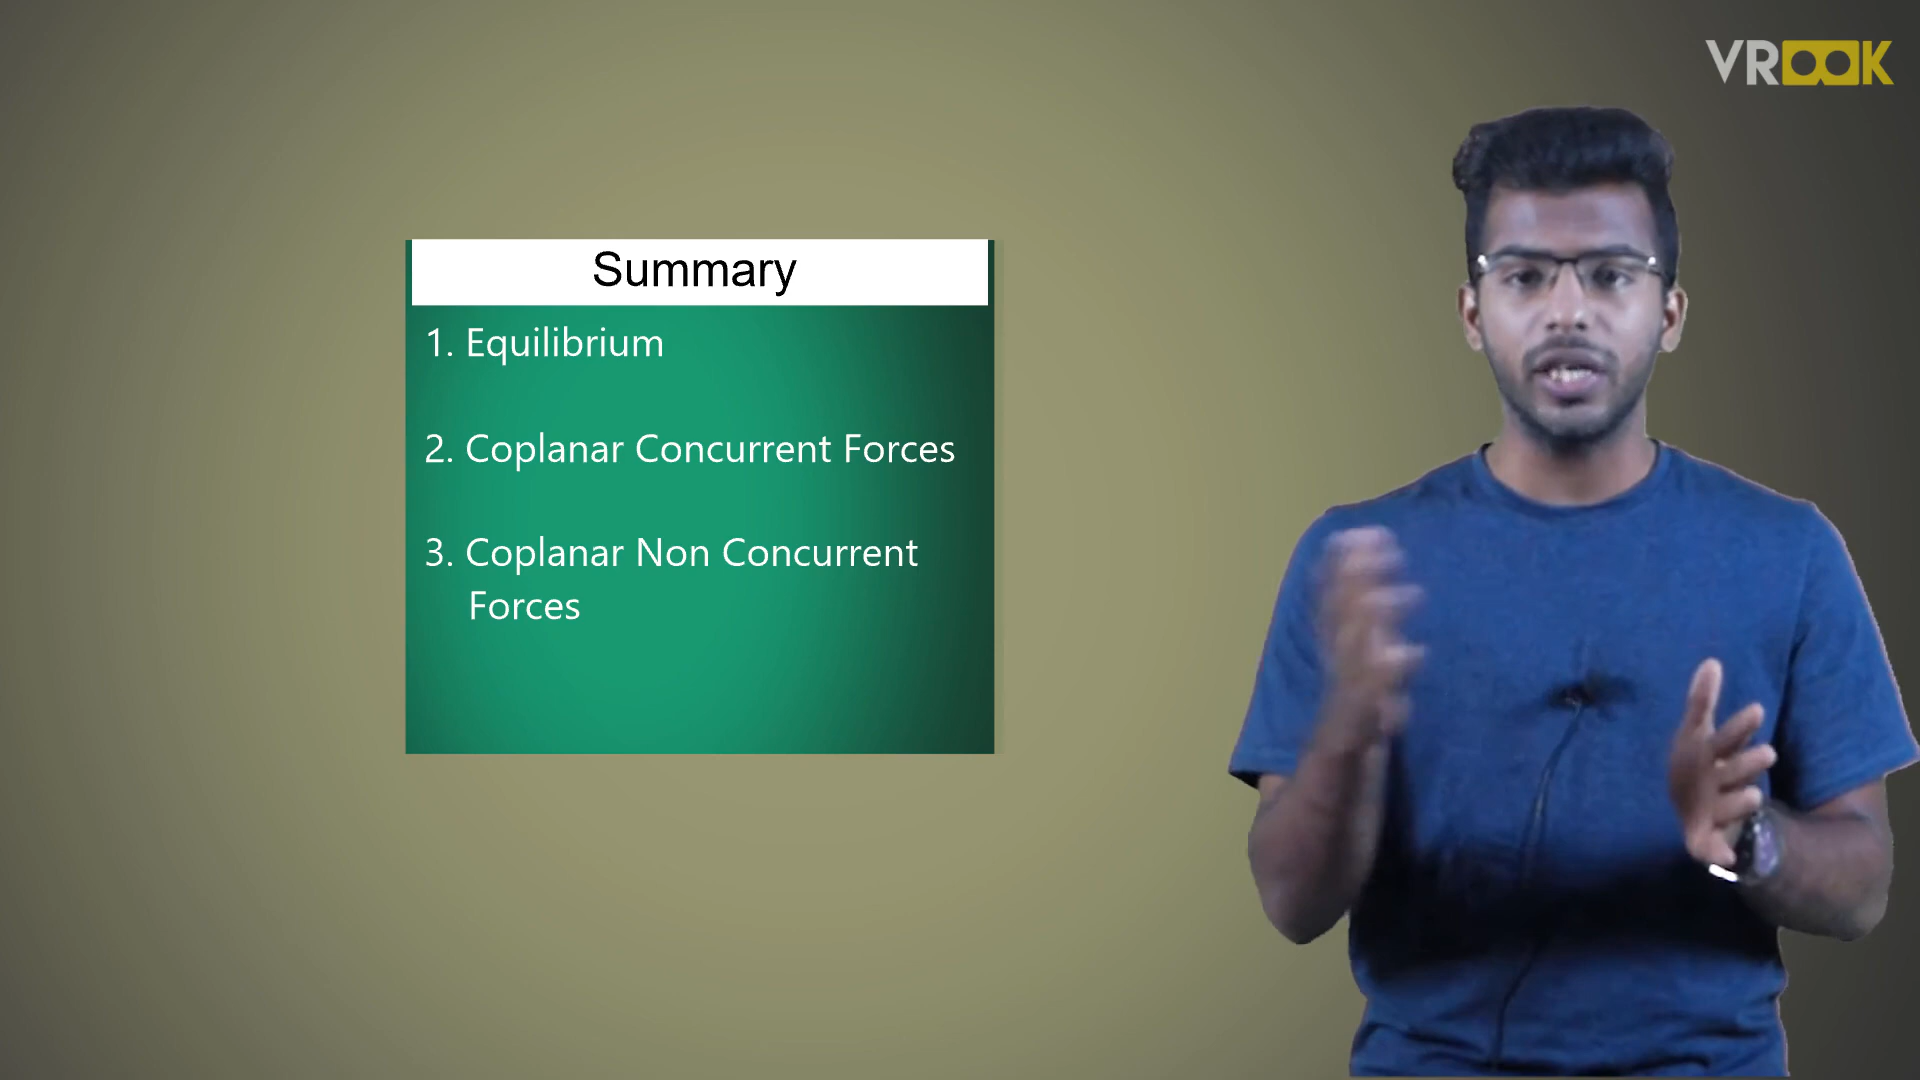 VROOK
Summary
1. Equilibrium
2. Coplanar Concurrent Forces
3. Coplanar Non Concurrent
Forces